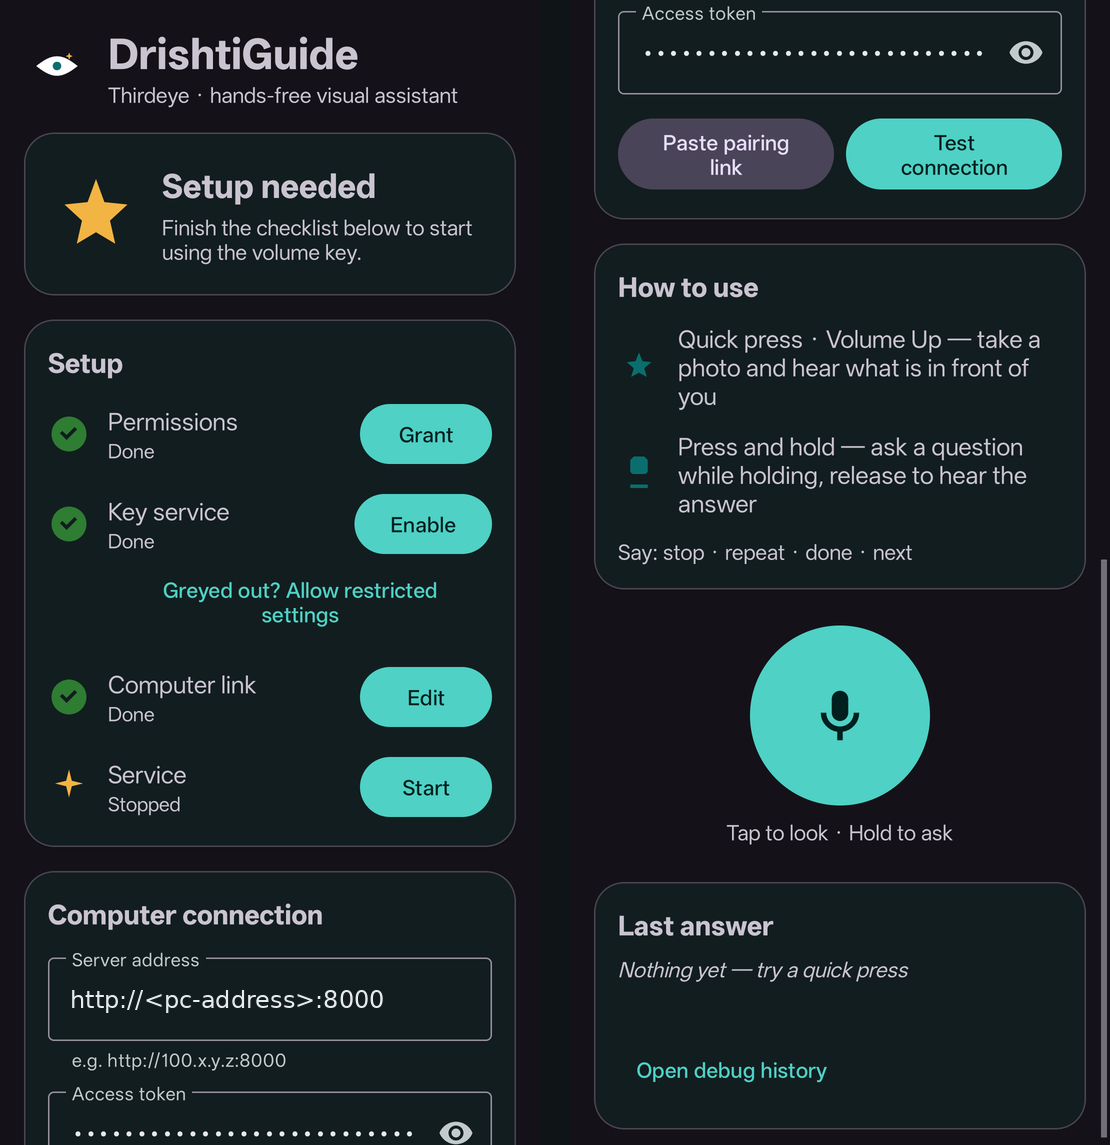 DrishtiGuide
Thirdeye · hands-free visual assistant
Setup needed
Finish the checklist below to start
using the volume key.
Setup
Permissions
Done
Grant
Key service
Done
Enable
Greyed out? Allow restricted
settings
Computer link
Done
Edit
Service
Stopped
Start
Computer connection
Server address
http://<pc-address>:8000
e.g. http://100.x.y.z:8000
Access token
Access token
Paste pairing
link
Test
connection
How to use
Quick press · Volume Up — take a
photo and hear what is in front of
you
Press and hold — ask a question
while holding, release to hear the
answer
Say: stop · repeat · done · next
Tap to look · Hold to ask
Last answer
Nothing yet — try a quick press
Open debug history